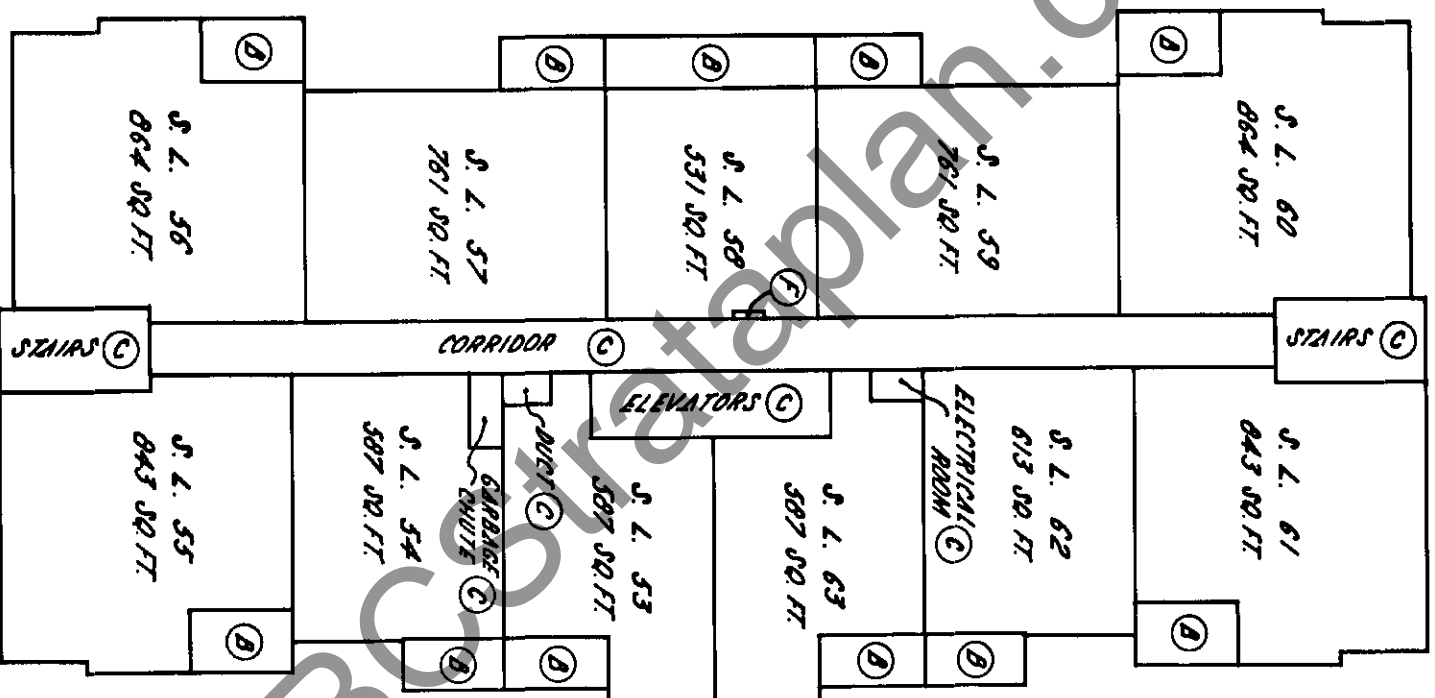 B
B
B
B
B
S. L. 56
864 SQ. FT.
S. L. 57
761 SQ. FT.
S. L. 58
531 SQ. FT.
S. L. 59
761 SQ. FT.
S. L. 60
864 SQ. FT.
F
STAIRS C
CORRIDOR C
STAIRS C
ELEVATORS C
DUCT C
GARBAGE
CHUTE C
ELECTRICAL
ROOM C
S. L. 55
843 SQ. FT.
S. L. 54
587 SQ. FT.
S. L. 53
587 SQ. FT.
S. L. 63
587 SQ. FT.
S. L. 62
613 SQ. FT.
S. L. 61
843 SQ. FT.
B
B
B
B
B
B
BCStrataplan.